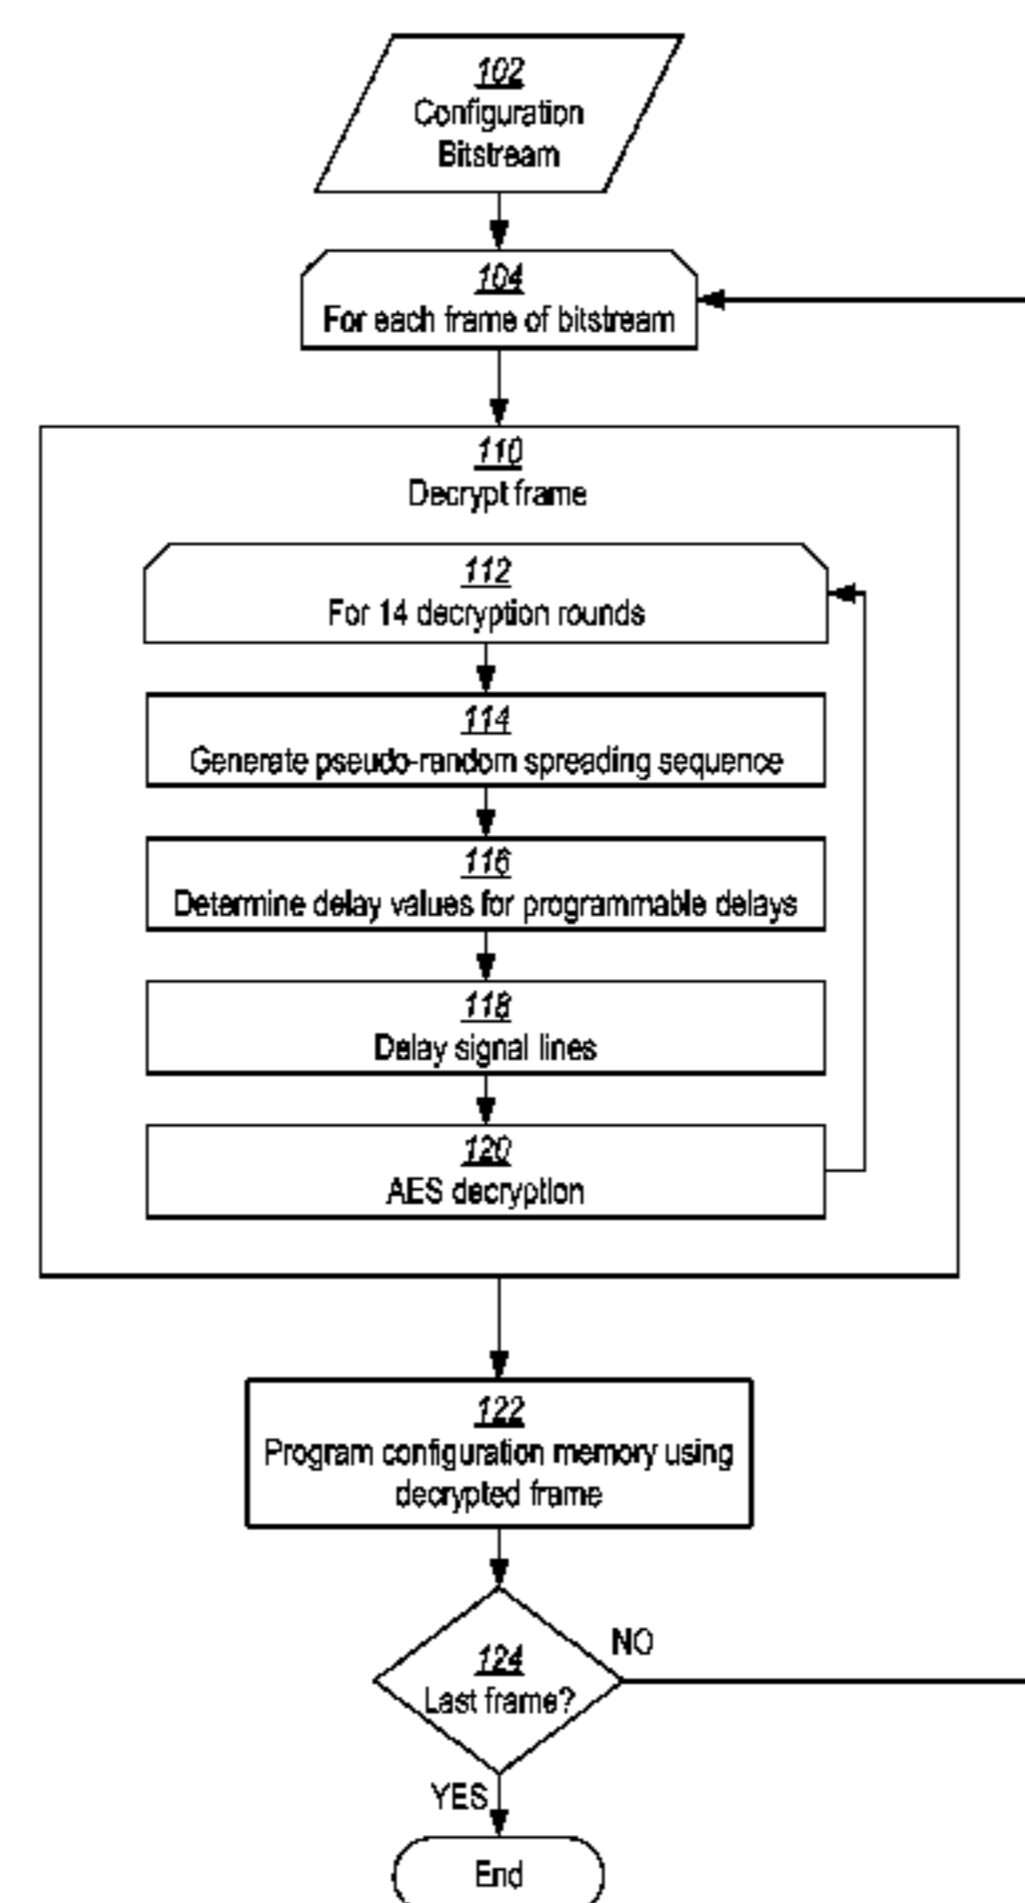 102
Configuration
Bitstream
104
For each frame of bitstream
110
Decrypt frame
112
For 14 decryption rounds
114
Generate pseudo-random spreading sequence
116
Determine delay values for programmable delays
118
Delay signal lines
120
AES decryption
122
Program configuration memory using
decrypted frame
124
Last frame?
NO
YES
End